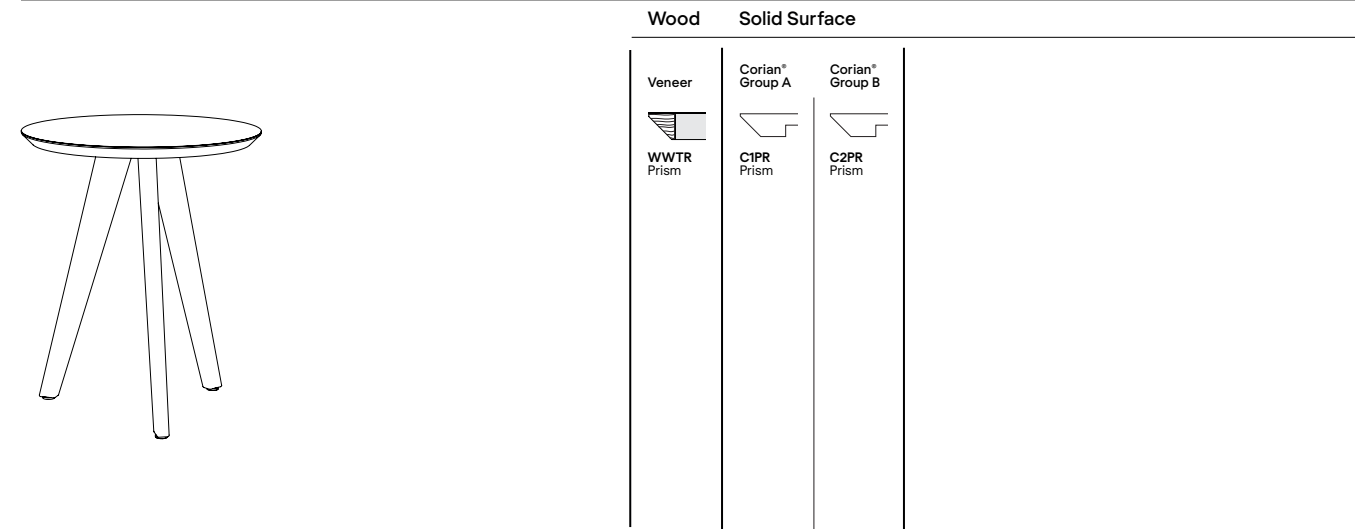 Wood
Solid Surface
Veneer
Corian®
Group A
Corian®
Group B
WWTR
Prism
C1PR
Prism
C2PR
Prism